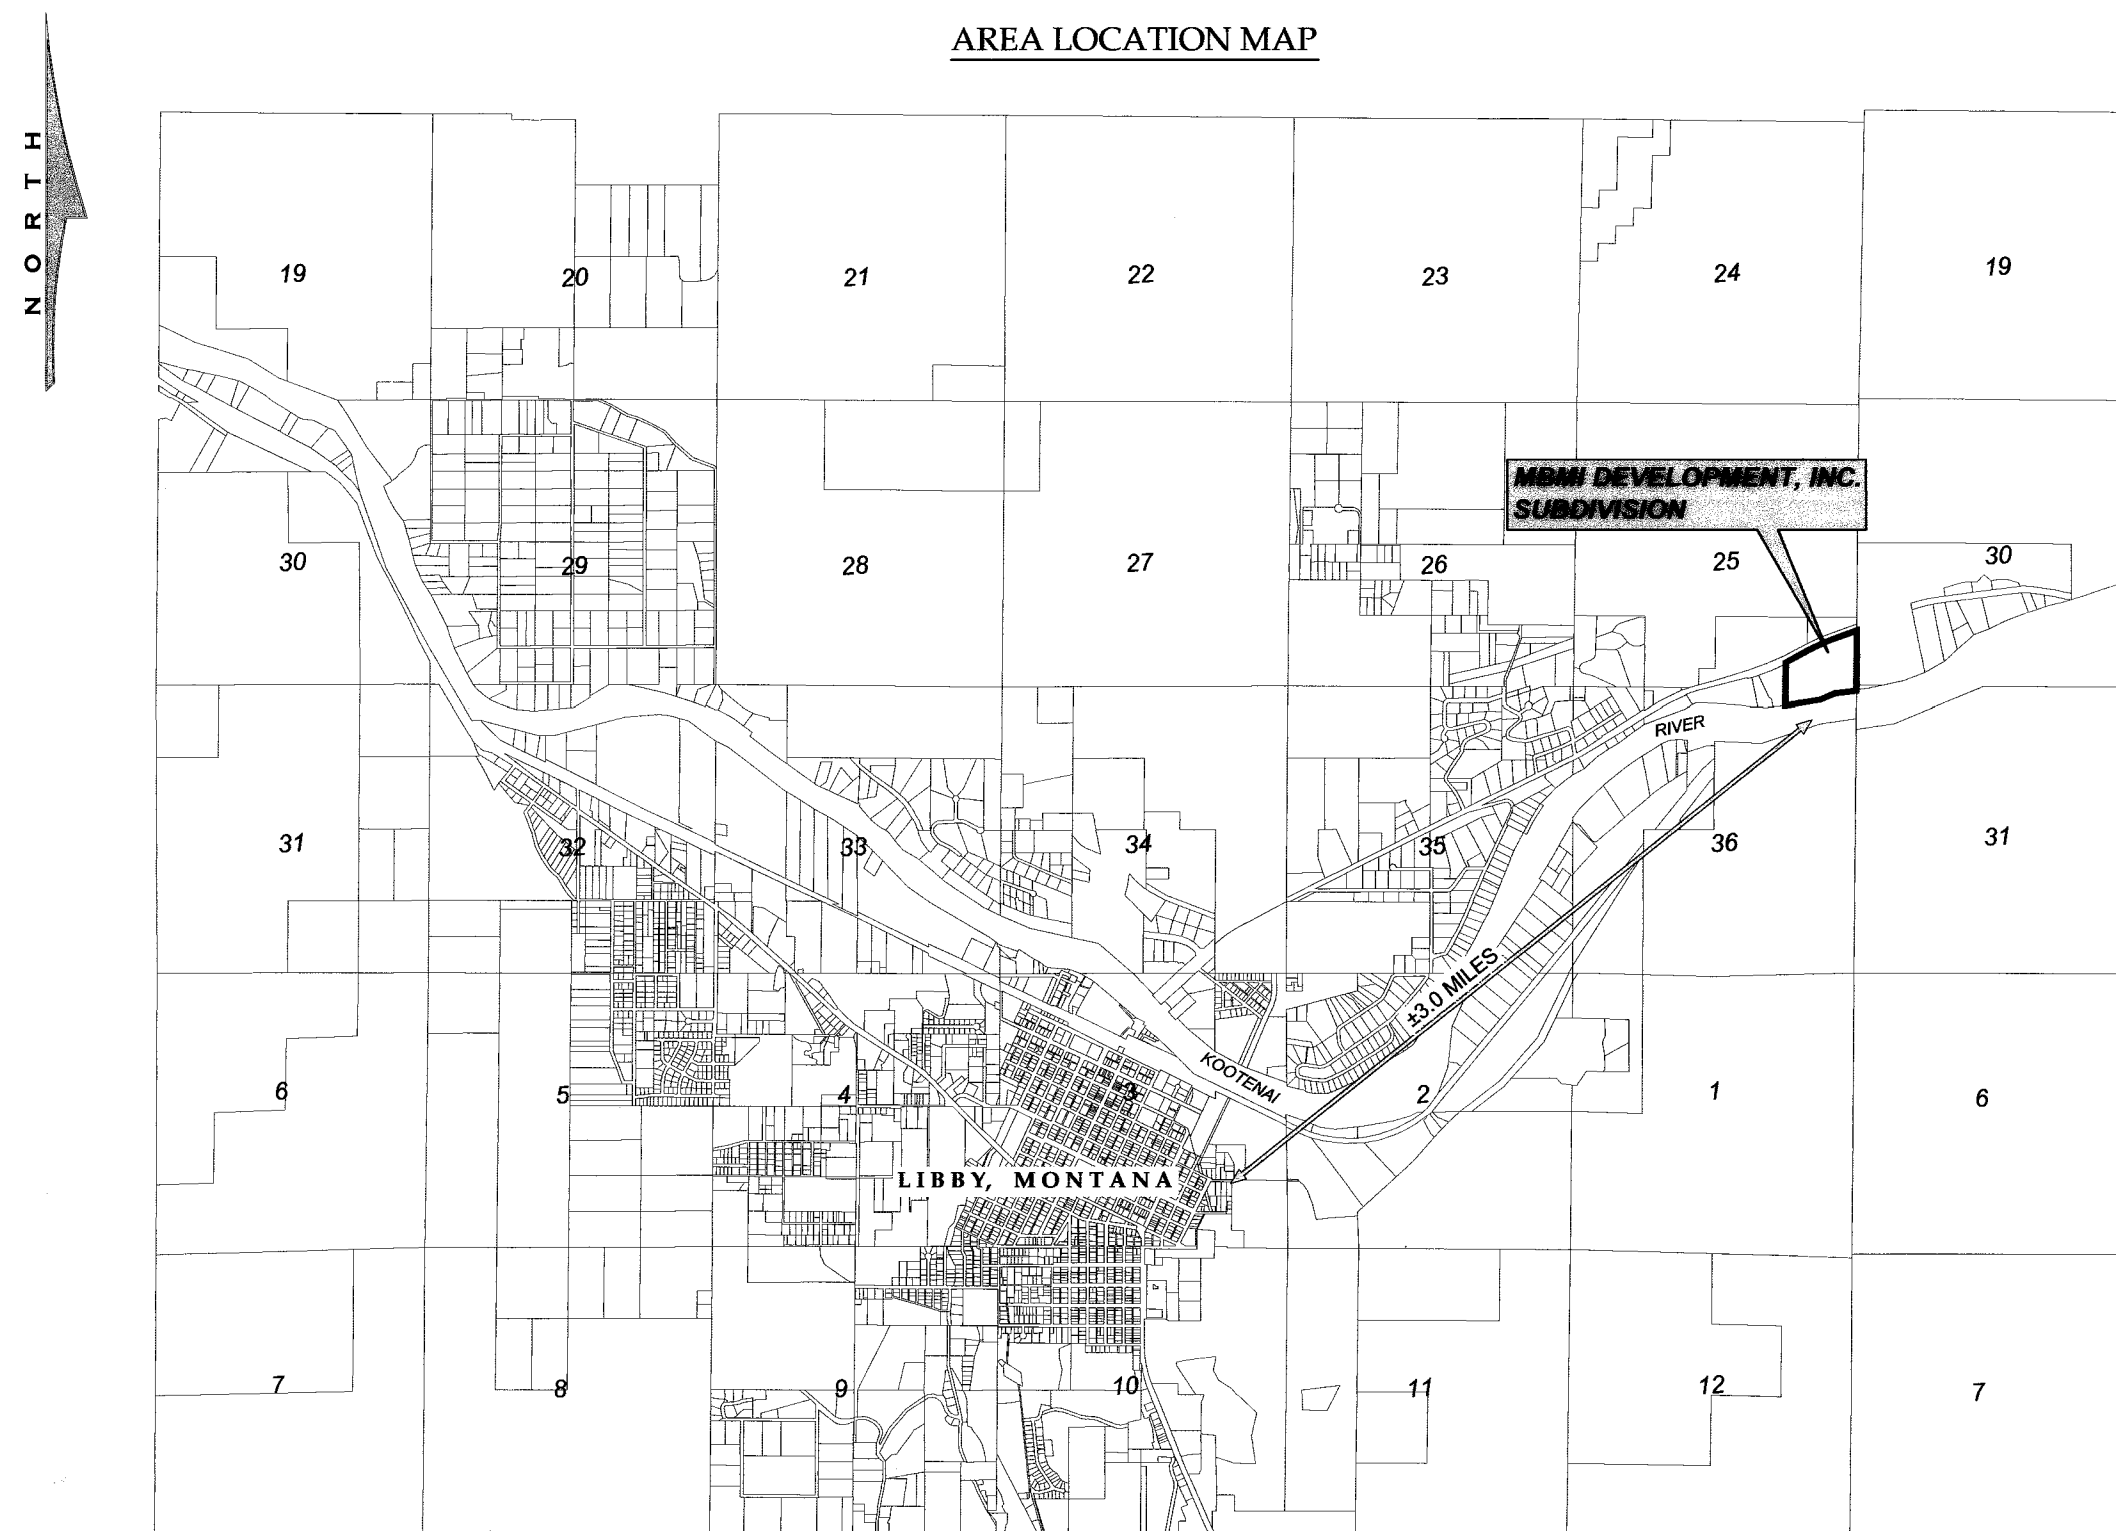 AREA LOCATION MAP
NORTH
19 20 21 22 23 24 19
MBMI DEVELOPMENT, INC.
SUBDIVISION
30 29 28 27 26 25 30
RIVER
31 32 33 34 35 36 31
±3.0 MILES
KOOTENAI
6 5 4 3 2 1 6
LIBBY, MONTANA
7 8 9 10 11 12 7